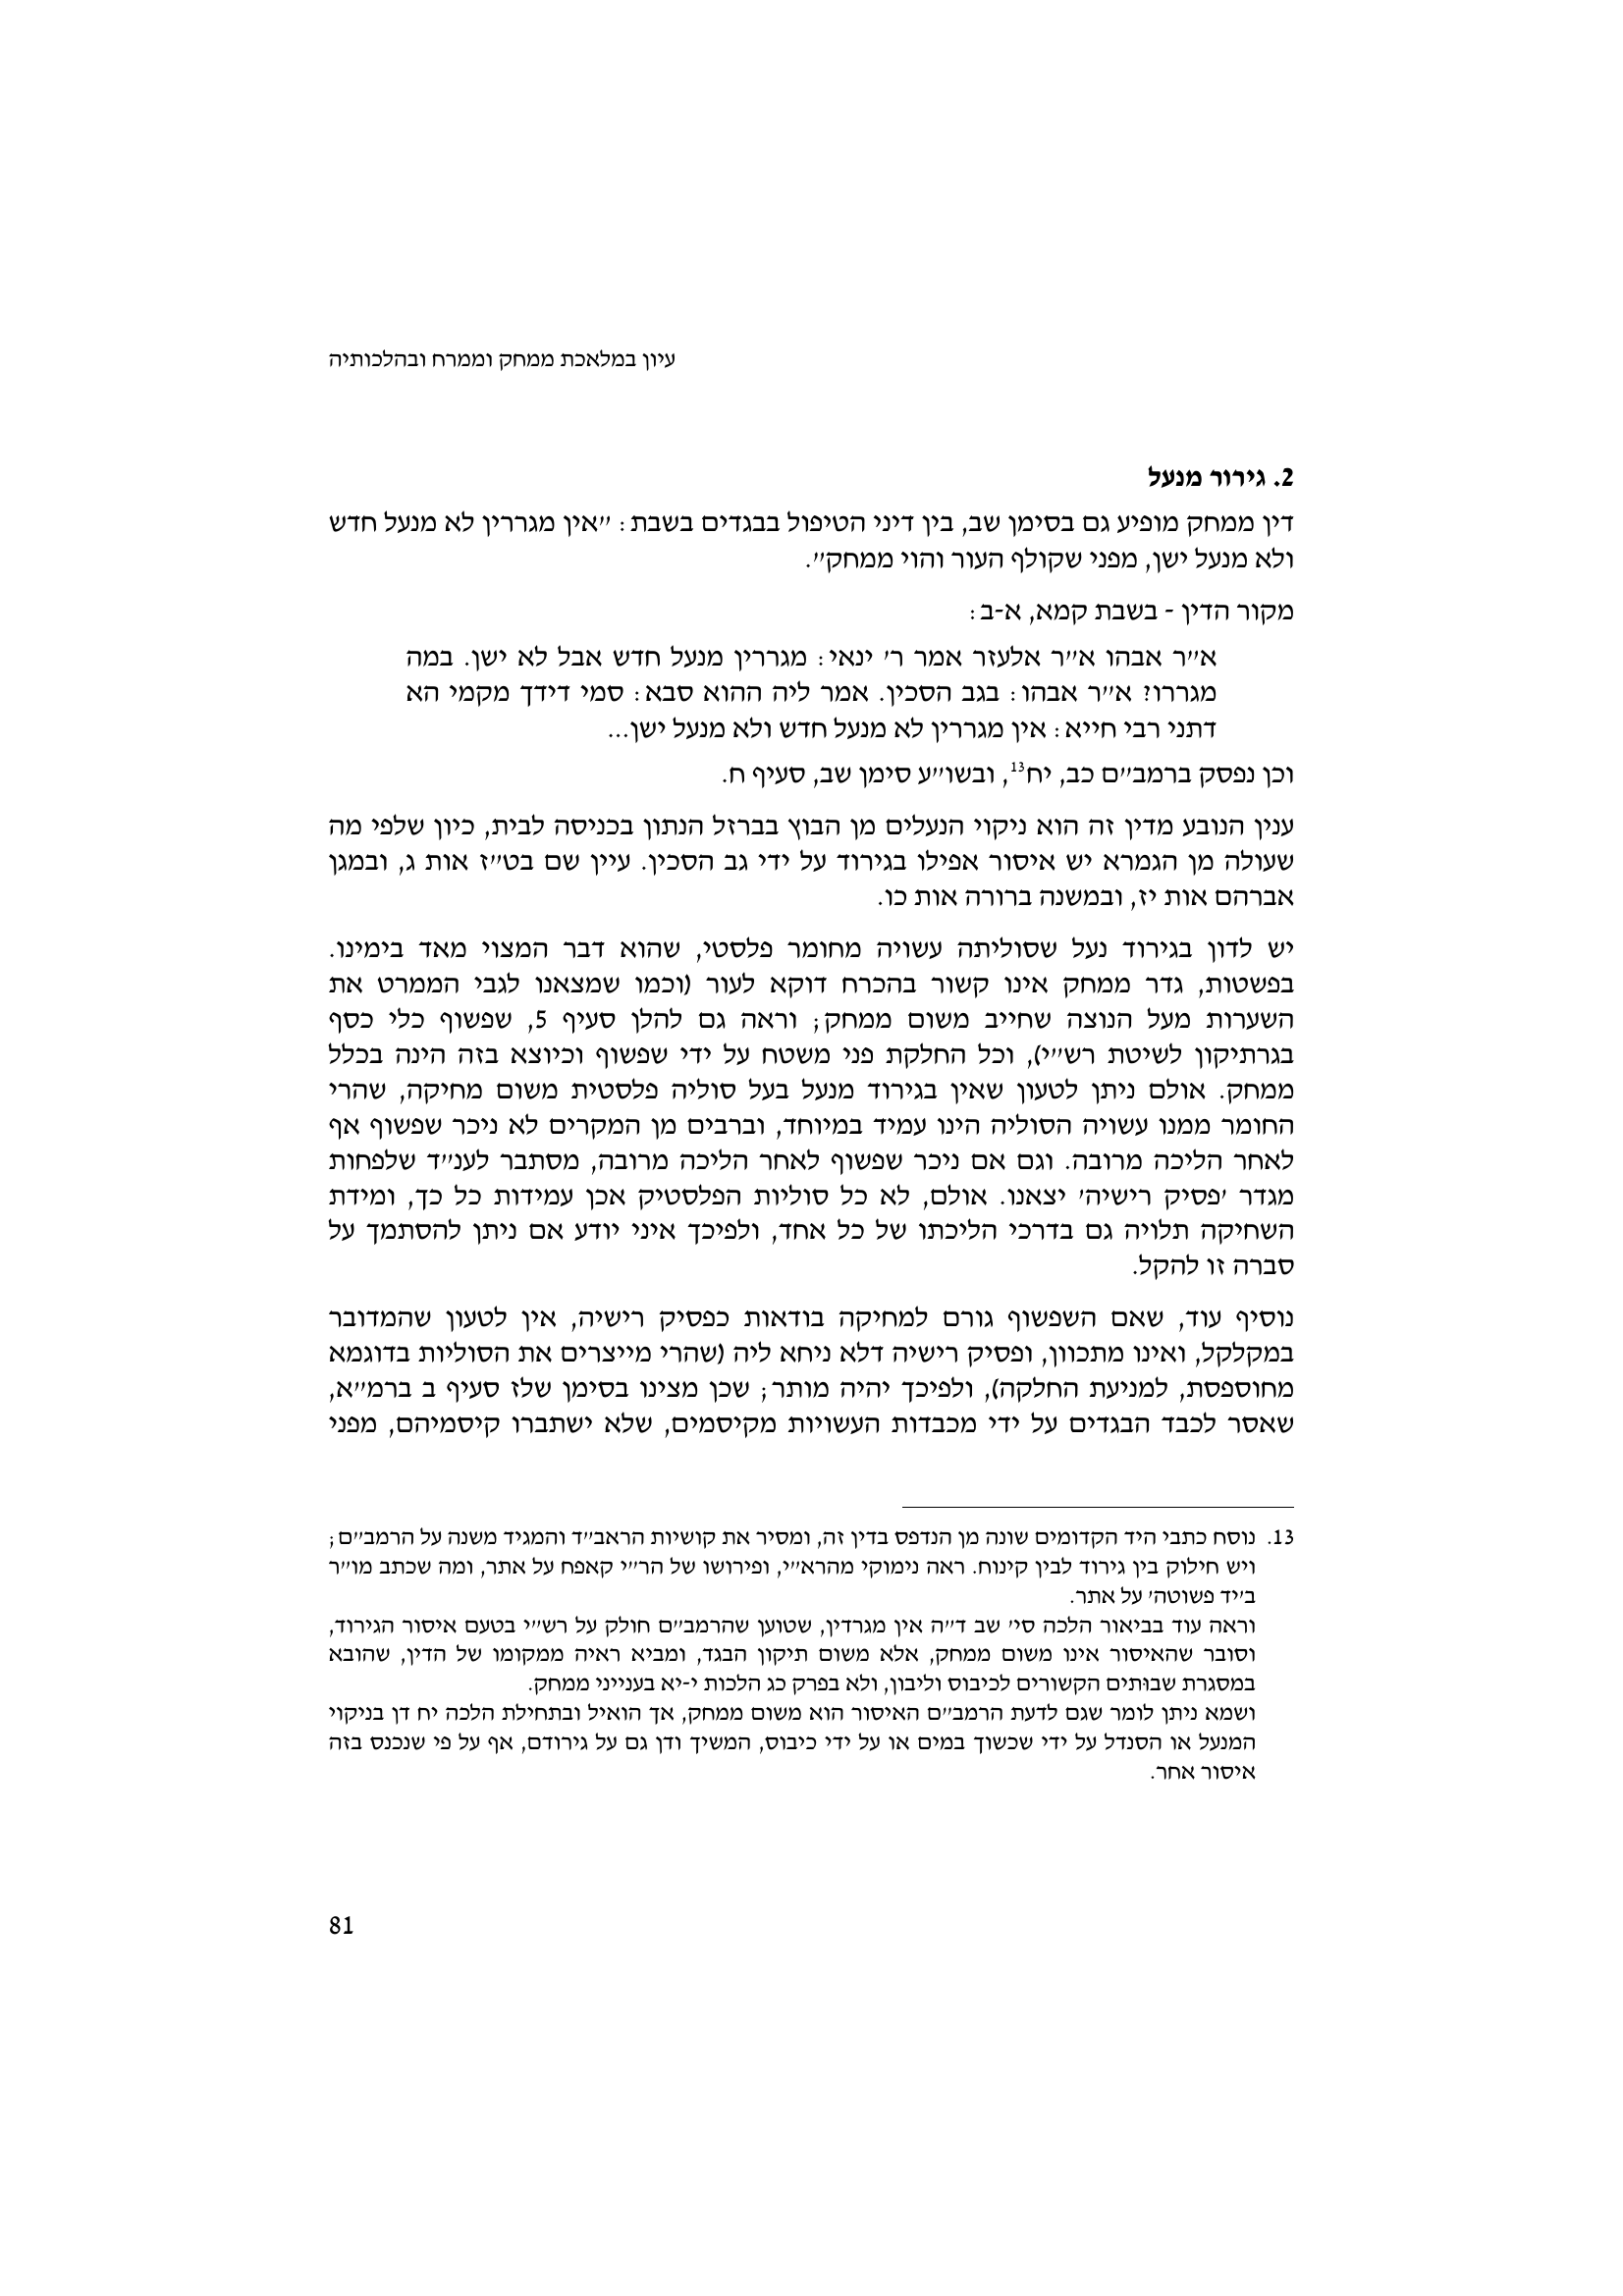 עיון במלאכת ממחק וממרח ובהלכותיה
2. גירור מנעל
דין ממחק מופיע גם בסימן שב, בין דיני הטיפול בבגדים בשבת: ״אין מגררין לא מנעל חדש
ולא מנעל ישן, מפני שקולף העור והוי ממחק״.
מקור הדין - בשבת קמא, א-ב:
א״ר אבהו א״ר אלעזר אמר ר׳ ינאי: מגררין מנעל חדש אבל לא ישן. במה
מגררו? א״ר אבהו: בגב הסכין. אמר ליה ההוא סבא: סמי דידך מקמי הא
דתני רבי חייא: אין מגררין לא מנעל חדש ולא מנעל ישן...
וכן נפסק ברמב״ם כב, יח13, ובשו״ע סימן שב, סעיף ח.
ענין הנובע מדין זה הוא ניקוי הנעלים מן הבוץ בברזל הנתון בכניסה לבית, כיון שלפי מה
שעולה מן הגמרא יש איסור אפילו בגירוד על ידי גב הסכין. עיין שם בט״ז אות ג, ובמגן
אברהם אות יז, ובמשנה ברורה אות כו.
יש לדון בגירוד נעל שסוליתה עשויה מחומר פלסטי, שהוא דבר המצוי מאד בימינו.
בפשטות, גדר ממחק אינו קשור בהכרח דוקא לעור (וכמו שמצאנו לגבי הממרט את
השערות מעל הנוצה שחייב משום ממחק; וראה גם להלן סעיף 5, שפשוף כלי כסף
בגרתיקון לשיטת רש״י), וכל החלקת פני משטח על ידי שפשוף וכיוצא בזה הינה בכלל
ממחק. אולם ניתן לטעון שאין בגירוד מנעל בעל סוליה פלסטית משום מחיקה, שהרי
החומר ממנו עשויה הסוליה הינו עמיד במיוחד, וברבים מן המקרים לא ניכר שפשוף אף
לאחר הליכה מרובה. וגם אם ניכר שפשוף לאחר הליכה מרובה, מסתבר לענ״ד שלפחות
מגדר ׳פסיק רישיה׳ יצאנו. אולם, לא כל סוליות הפלסטיק אכן עמידות כל כך, ומידת
השחיקה תלויה גם בדרכי הליכתו של כל אחד, ולפיכך איני יודע אם ניתן להסתמך על
סברה זו להקל.
נוסיף עוד, שאם השפשוף גורם למחיקה בודאות כפסיק רישיה, אין לטעון שהמדובר
במקלקל, ואינו מתכוון, ופסיק רישיה דלא ניחא ליה (שהרי מייצרים את הסוליות בדוגמא
מחוספסת, למניעת החלקה), ולפיכך יהיה מותר; שכן מצינו בסימן שלז סעיף ב ברמ״א,
שאסר לכבד הבגדים על ידי מכבדות העשויות מקיסמים, שלא ישתברו קיסמיהם, מפני
13. נוסח כתבי היד הקדומים שונה מן הנדפס בדין זה, ומסיר את קושיות הראב״ד והמגיד משנה על הרמב״ם;
ויש חילוק בין גירוד לבין קינוח. ראה נימוקי מהרא״י, ופירושו של הר״י קאפח על אתר, ומה שכתב מו״ר
ב׳יד פשוטה׳ על אתר.
וראה עוד בביאור הלכה סי׳ שב ד״ה אין מגרדין, שטוען שהרמב״ם חולק על רש״י בטעם איסור הגירוד,
וסובר שהאיסור אינו משום ממחק, אלא משום תיקון הבגד, ומביא ראיה ממקומו של הדין, שהובא
במסגרת שבותים הקשורים לכיבוס וליבון, ולא בפרק כג הלכות י-יא בענייני ממחק.
ושמא ניתן לומר שגם לדעת הרמב״ם האיסור הוא משום ממחק, אך הואיל ובתחילת הלכה יח דן בניקוי
המנעל או הסנדל על ידי שכשוך במים או על ידי כיבוס, המשיך ודן גם על גירודם, אף על פי שנכנס בזה
איסור אחר.
81